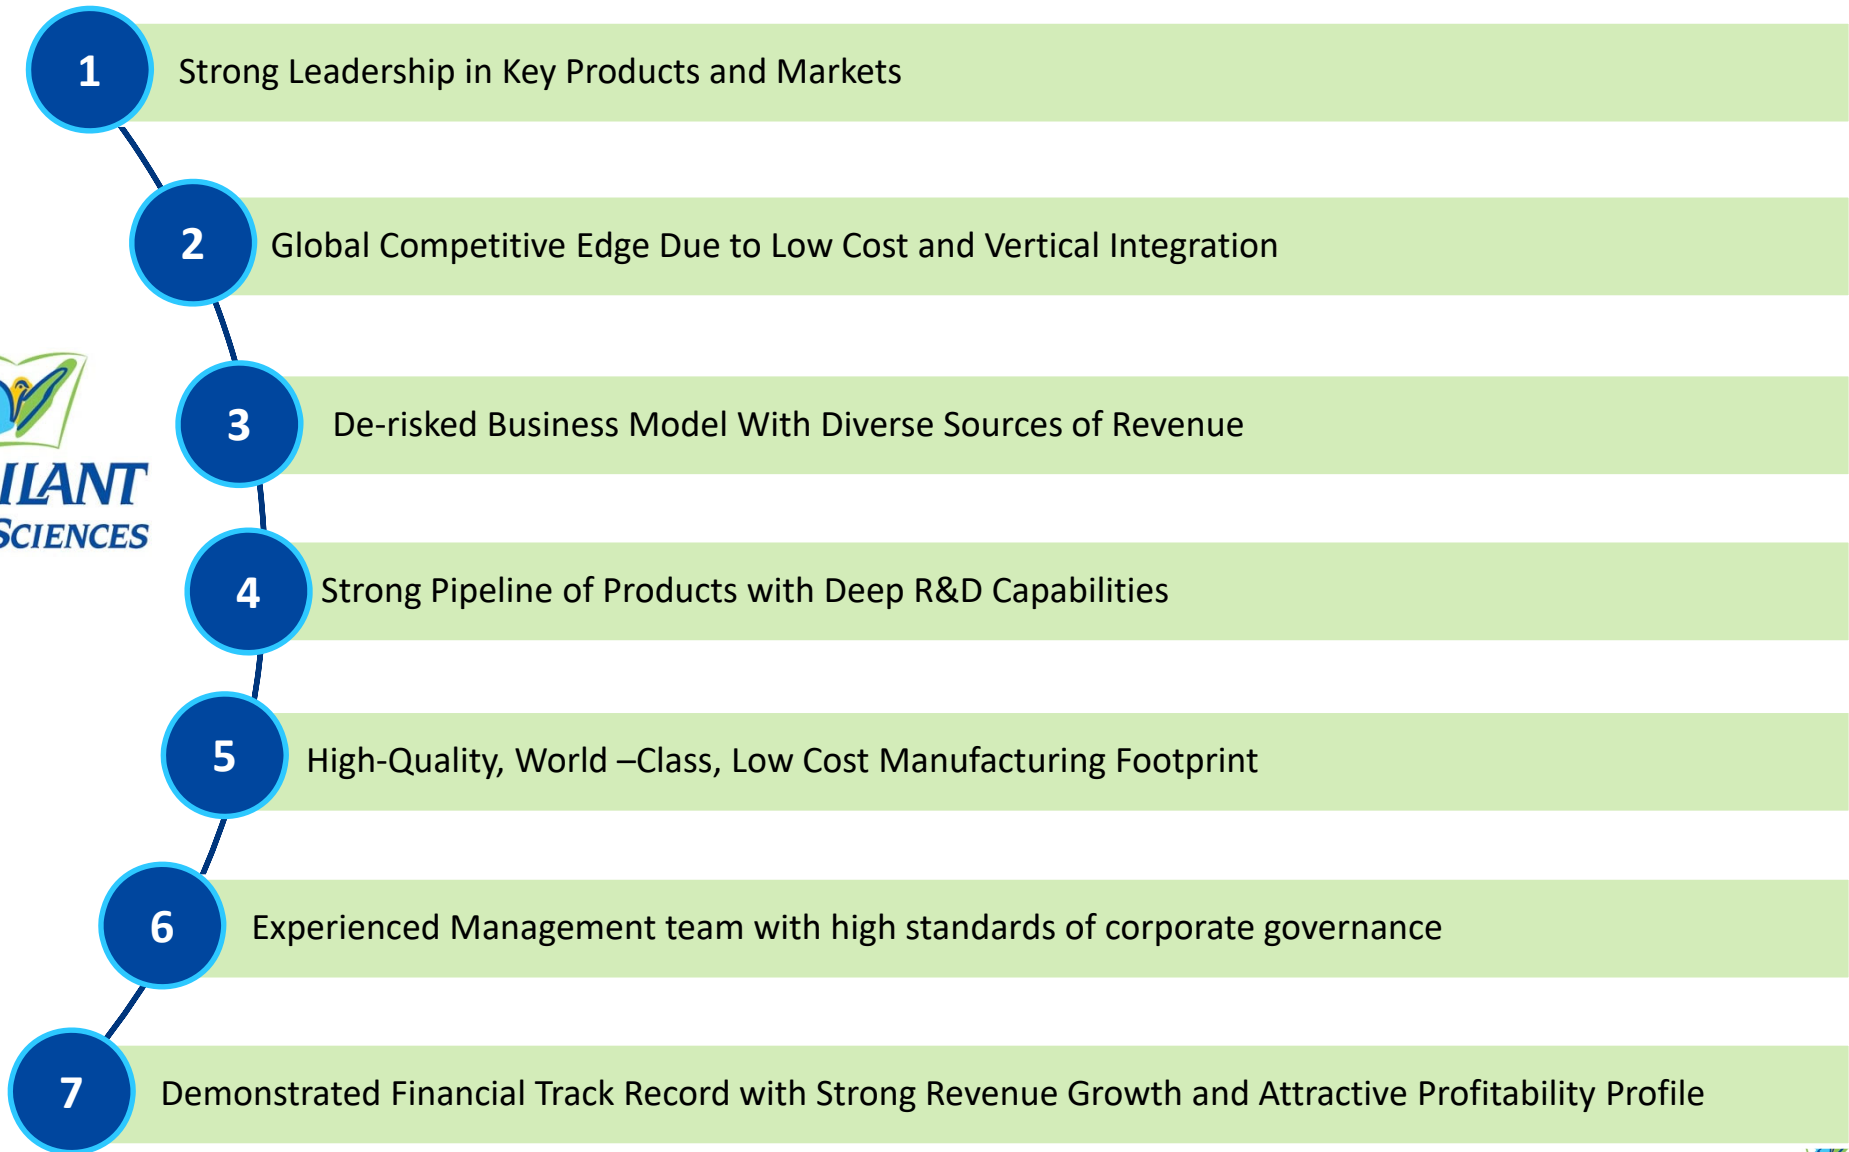 1
Strong Leadership in Key Products and Markets
2
Global Competitive Edge Due to Low Cost and Vertical Integration
3
De-risked Business Model With Diverse Sources of Revenue
ILANT
SCIENCES
4
Strong Pipeline of Products with Deep R&D Capabilities
5
High-Quality, World –Class, Low Cost Manufacturing Footprint
6
Experienced Management team with high standards of corporate governance
7
Demonstrated Financial Track Record with Strong Revenue Growth and Attractive Profitability Profile